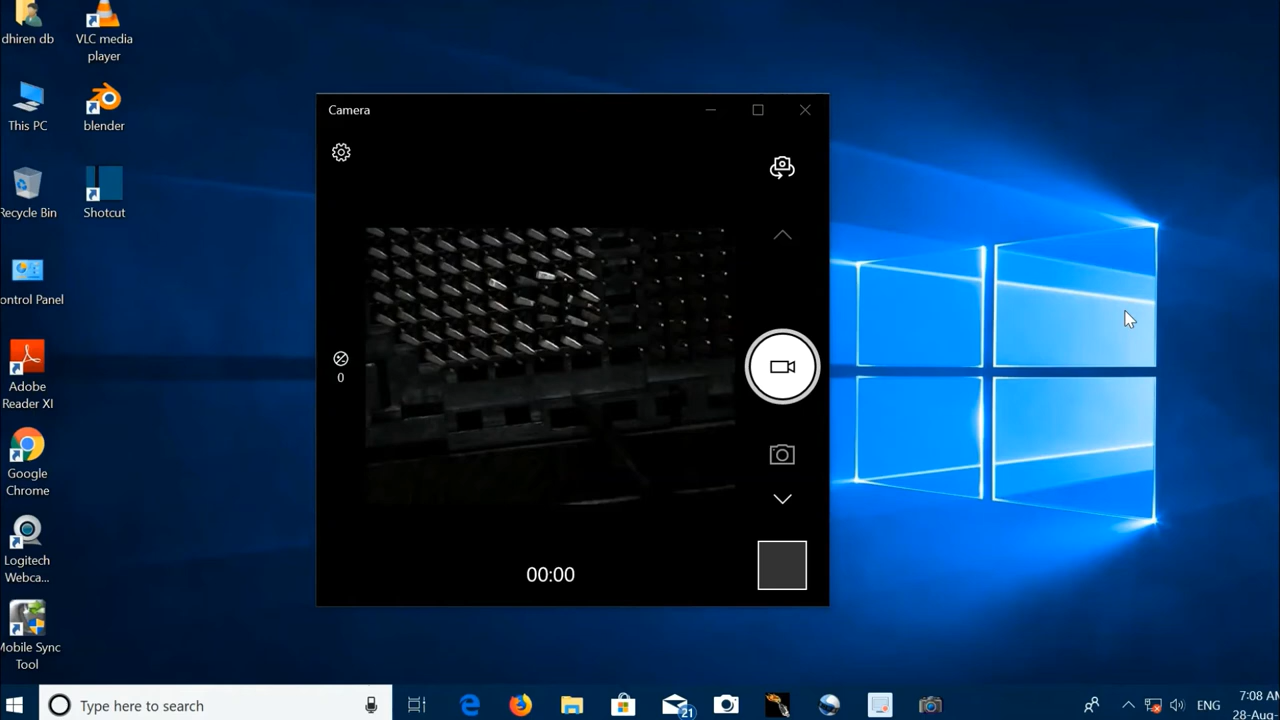 dhiren db
VLC media
player
This PC
blender
Recycle Bin
Shotcut
ontrol Panel
Adobe
Reader XI
Google
Chrome
Logitech
Webca...
Mobile Sync
Tool
Camera
0
00:00
Type here to search
21
ENG
7:08 AM
28-Aug